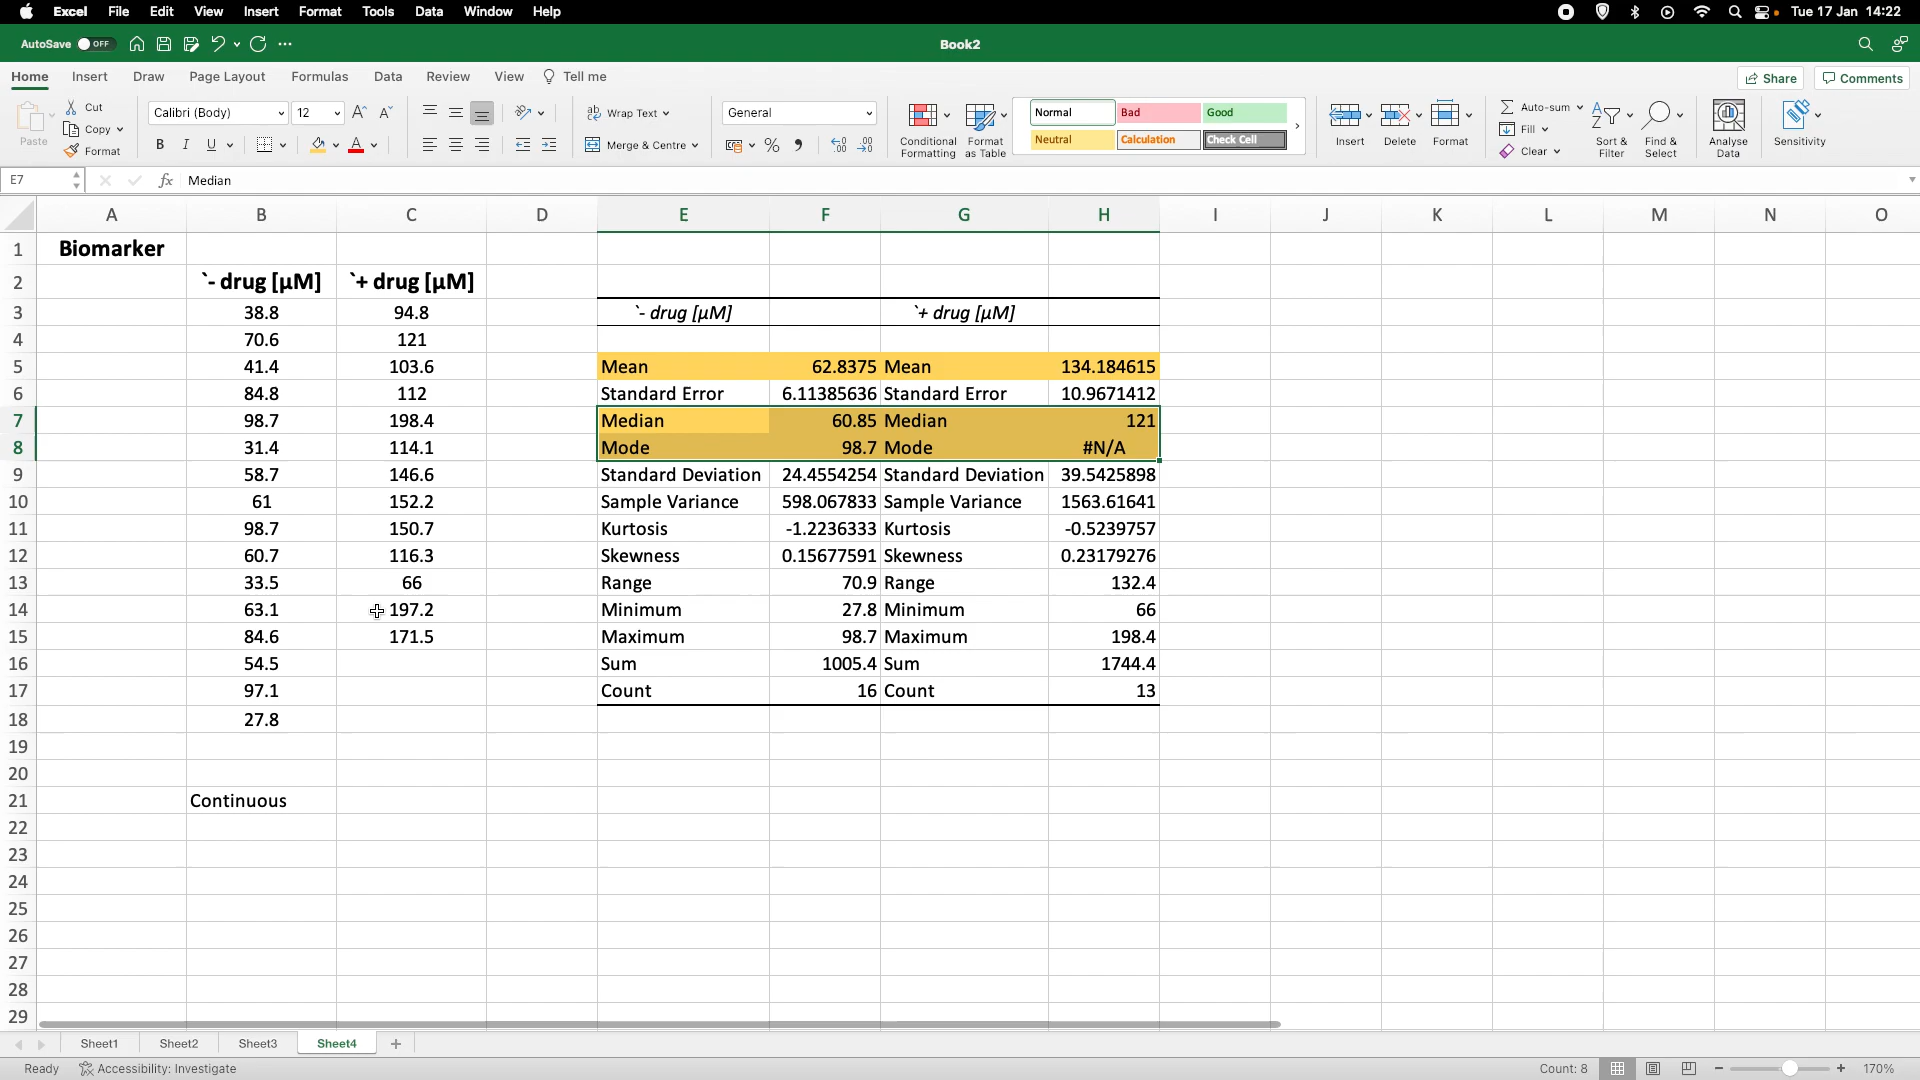 Excel File Edit View Insert Format Tools Data Window Help Tue 17 Jan 14:22
AutoSave OFF Book2
Home Insert Draw Page Layout Formulas Data Review View Tell me Share Comments
Paste Cut Copy Format
Calibri (Body) 12
B I U A
Wrap Text
Merge & Centre
General
Conditional Formatting
Format as Table
Normal Bad Good
Neutral Calculation Check Cell
Insert Delete Format
Auto-sum
Fill
Clear
Sort & Filter
Find & Select
Analyse Data
Sensitivity
E7 fx Median
A B C D E F G H I J K L M N O
1 Biomarker
2 `- drug [µM] `+ drug [µM]
3 38.8 94.8 `- drug [µM] `+ drug [µM]
4 70.6 121
5 41.4 103.6 Mean 62.8375 Mean 134.184615
6 84.8 112 Standard Error 6.11385636 Standard Error 10.9671412
7 98.7 198.4 Median 60.85 Median 121
8 31.4 114.1 Mode 98.7 Mode #N/A
9 58.7 146.6 Standard Deviation 24.4554254 Standard Deviation 39.5425898
10 61 152.2 Sample Variance 598.067833 Sample Variance 1563.61641
11 98.7 150.7 Kurtosis -1.2236333 Kurtosis -0.5239757
12 60.7 116.3 Skewness 0.15677591 Skewness 0.23179276
13 33.5 66 Range 70.9 Range 132.4
14 63.1 197.2 Minimum 27.8 Minimum 66
15 84.6 171.5 Maximum 98.7 Maximum 198.4
16 54.5 Sum 1005.4 Sum 1744.4
17 97.1 Count 16 Count 13
18 27.8
19
20
21 Continuous
22
23
24
25
26
27
28
29
Sheet1 Sheet2 Sheet3 Sheet4 +
Ready Accessibility: Investigate Count: 8 170%